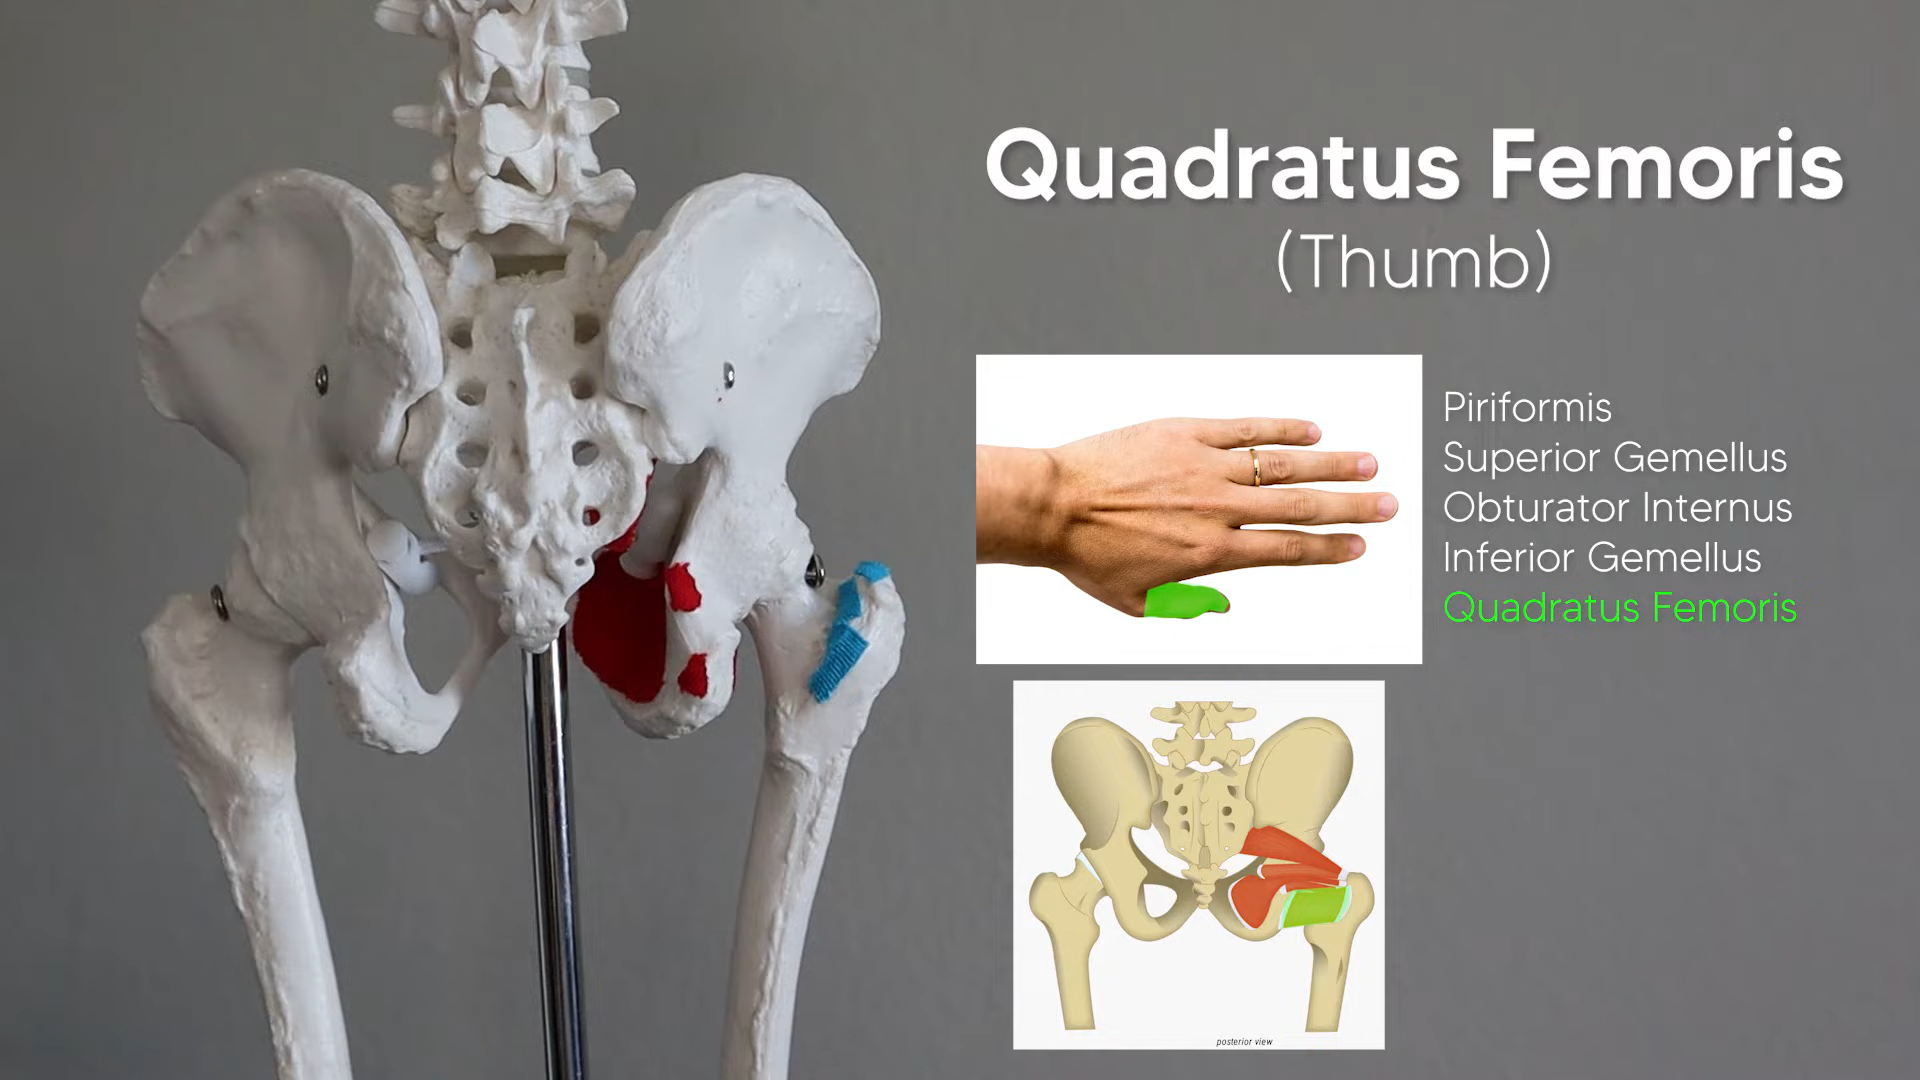 Quadratus Femoris
(Thumb)
Piriformis
Superior Gemellus
Obturator Internus
Inferior Gemellus
Quadratus Femoris
posterior view